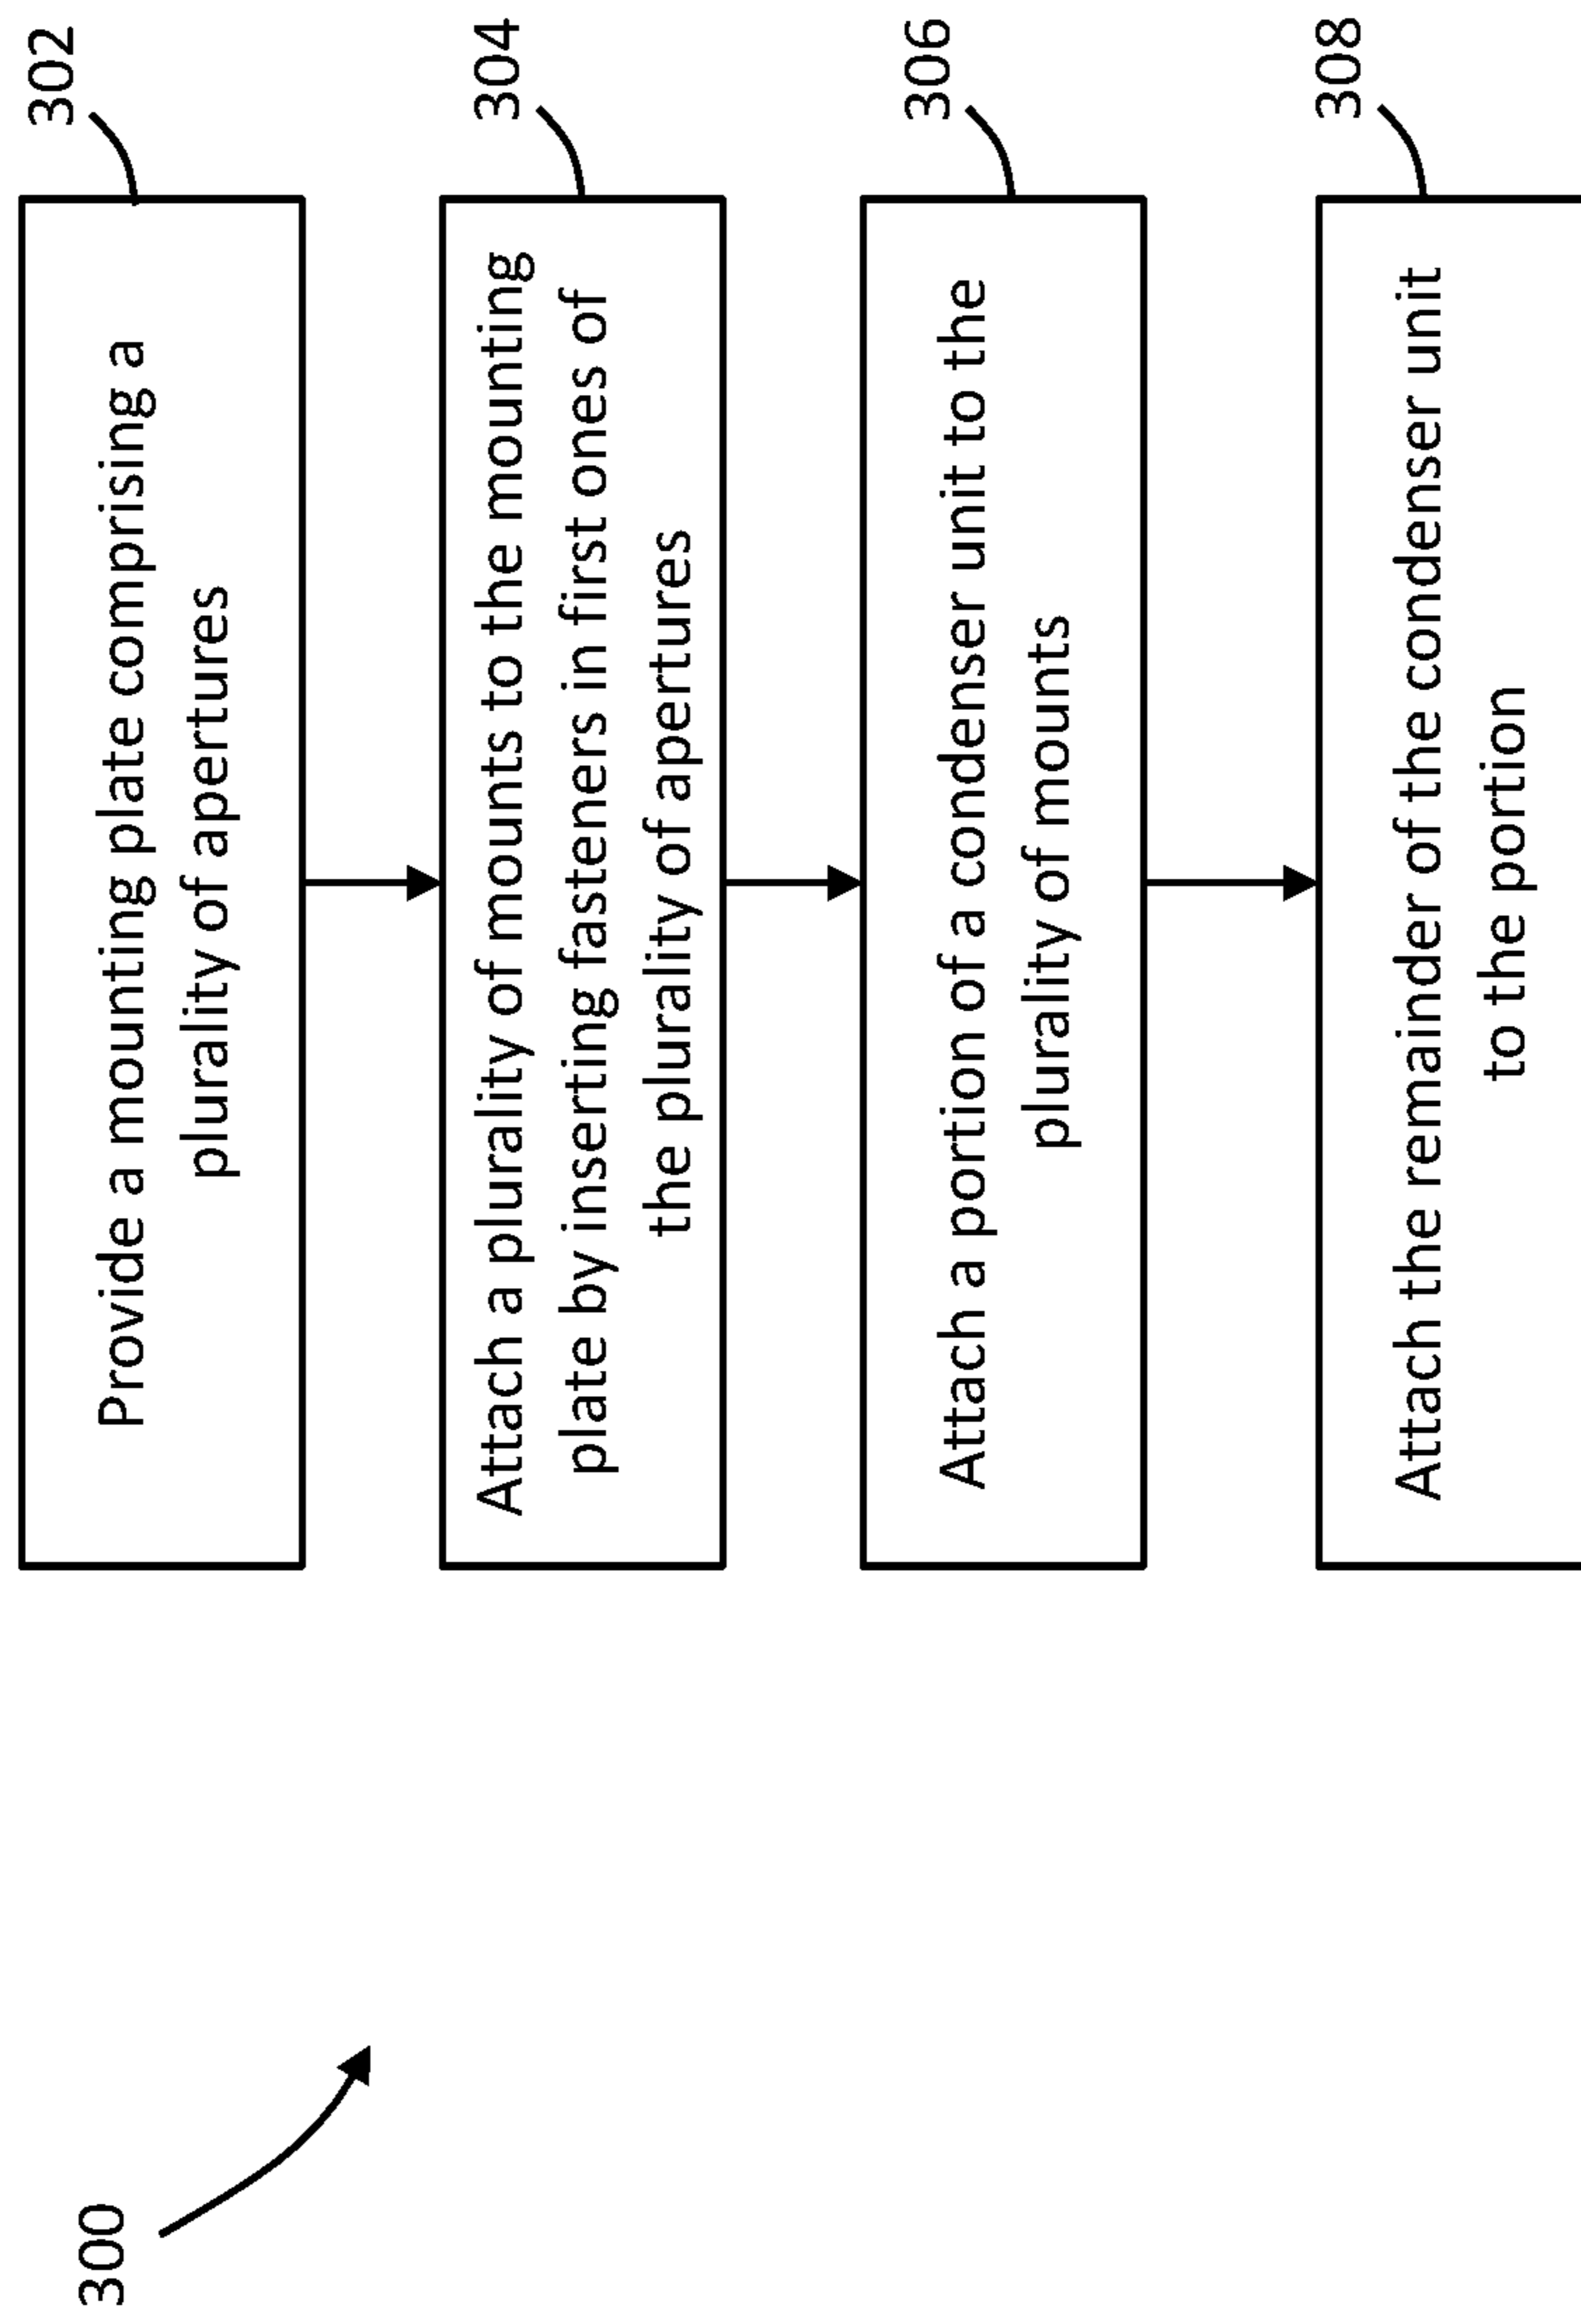 300
302
Provide a mounting plate comprising a
plurality of apertures
304
Attach a plurality of mounts to the mounting
plate by inserting fasteners in first ones of
the plurality of apertures
306
Attach a portion of a condenser unit to the
plurality of mounts
308
Attach the remainder of the condenser unit
to the portion